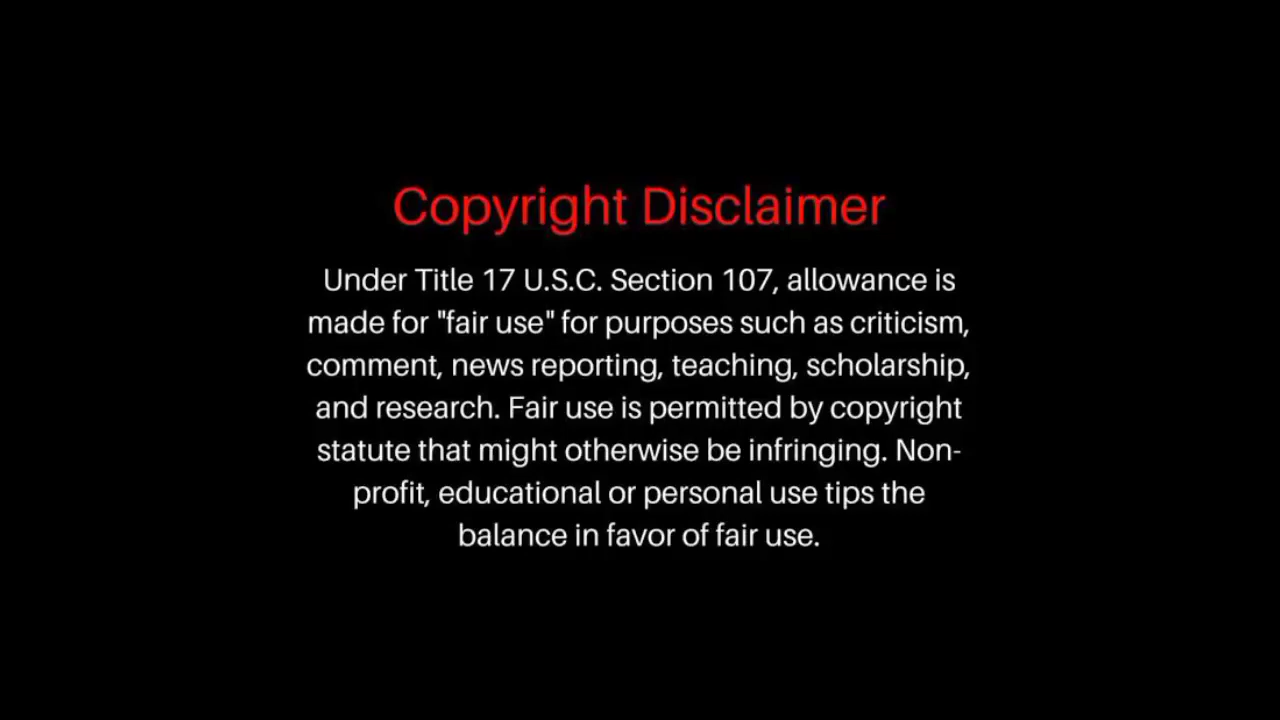 Copyright Disclaimer
Under Title 17 U.S.C. Section 107, allowance is
made for "fair use" for purposes such as criticism,
comment, news reporting, teaching, scholarship,
and research. Fair use is permitted by copyright
statute that might otherwise be infringing. Non-
profit, educational or personal use tips the
balance in favor of fair use.